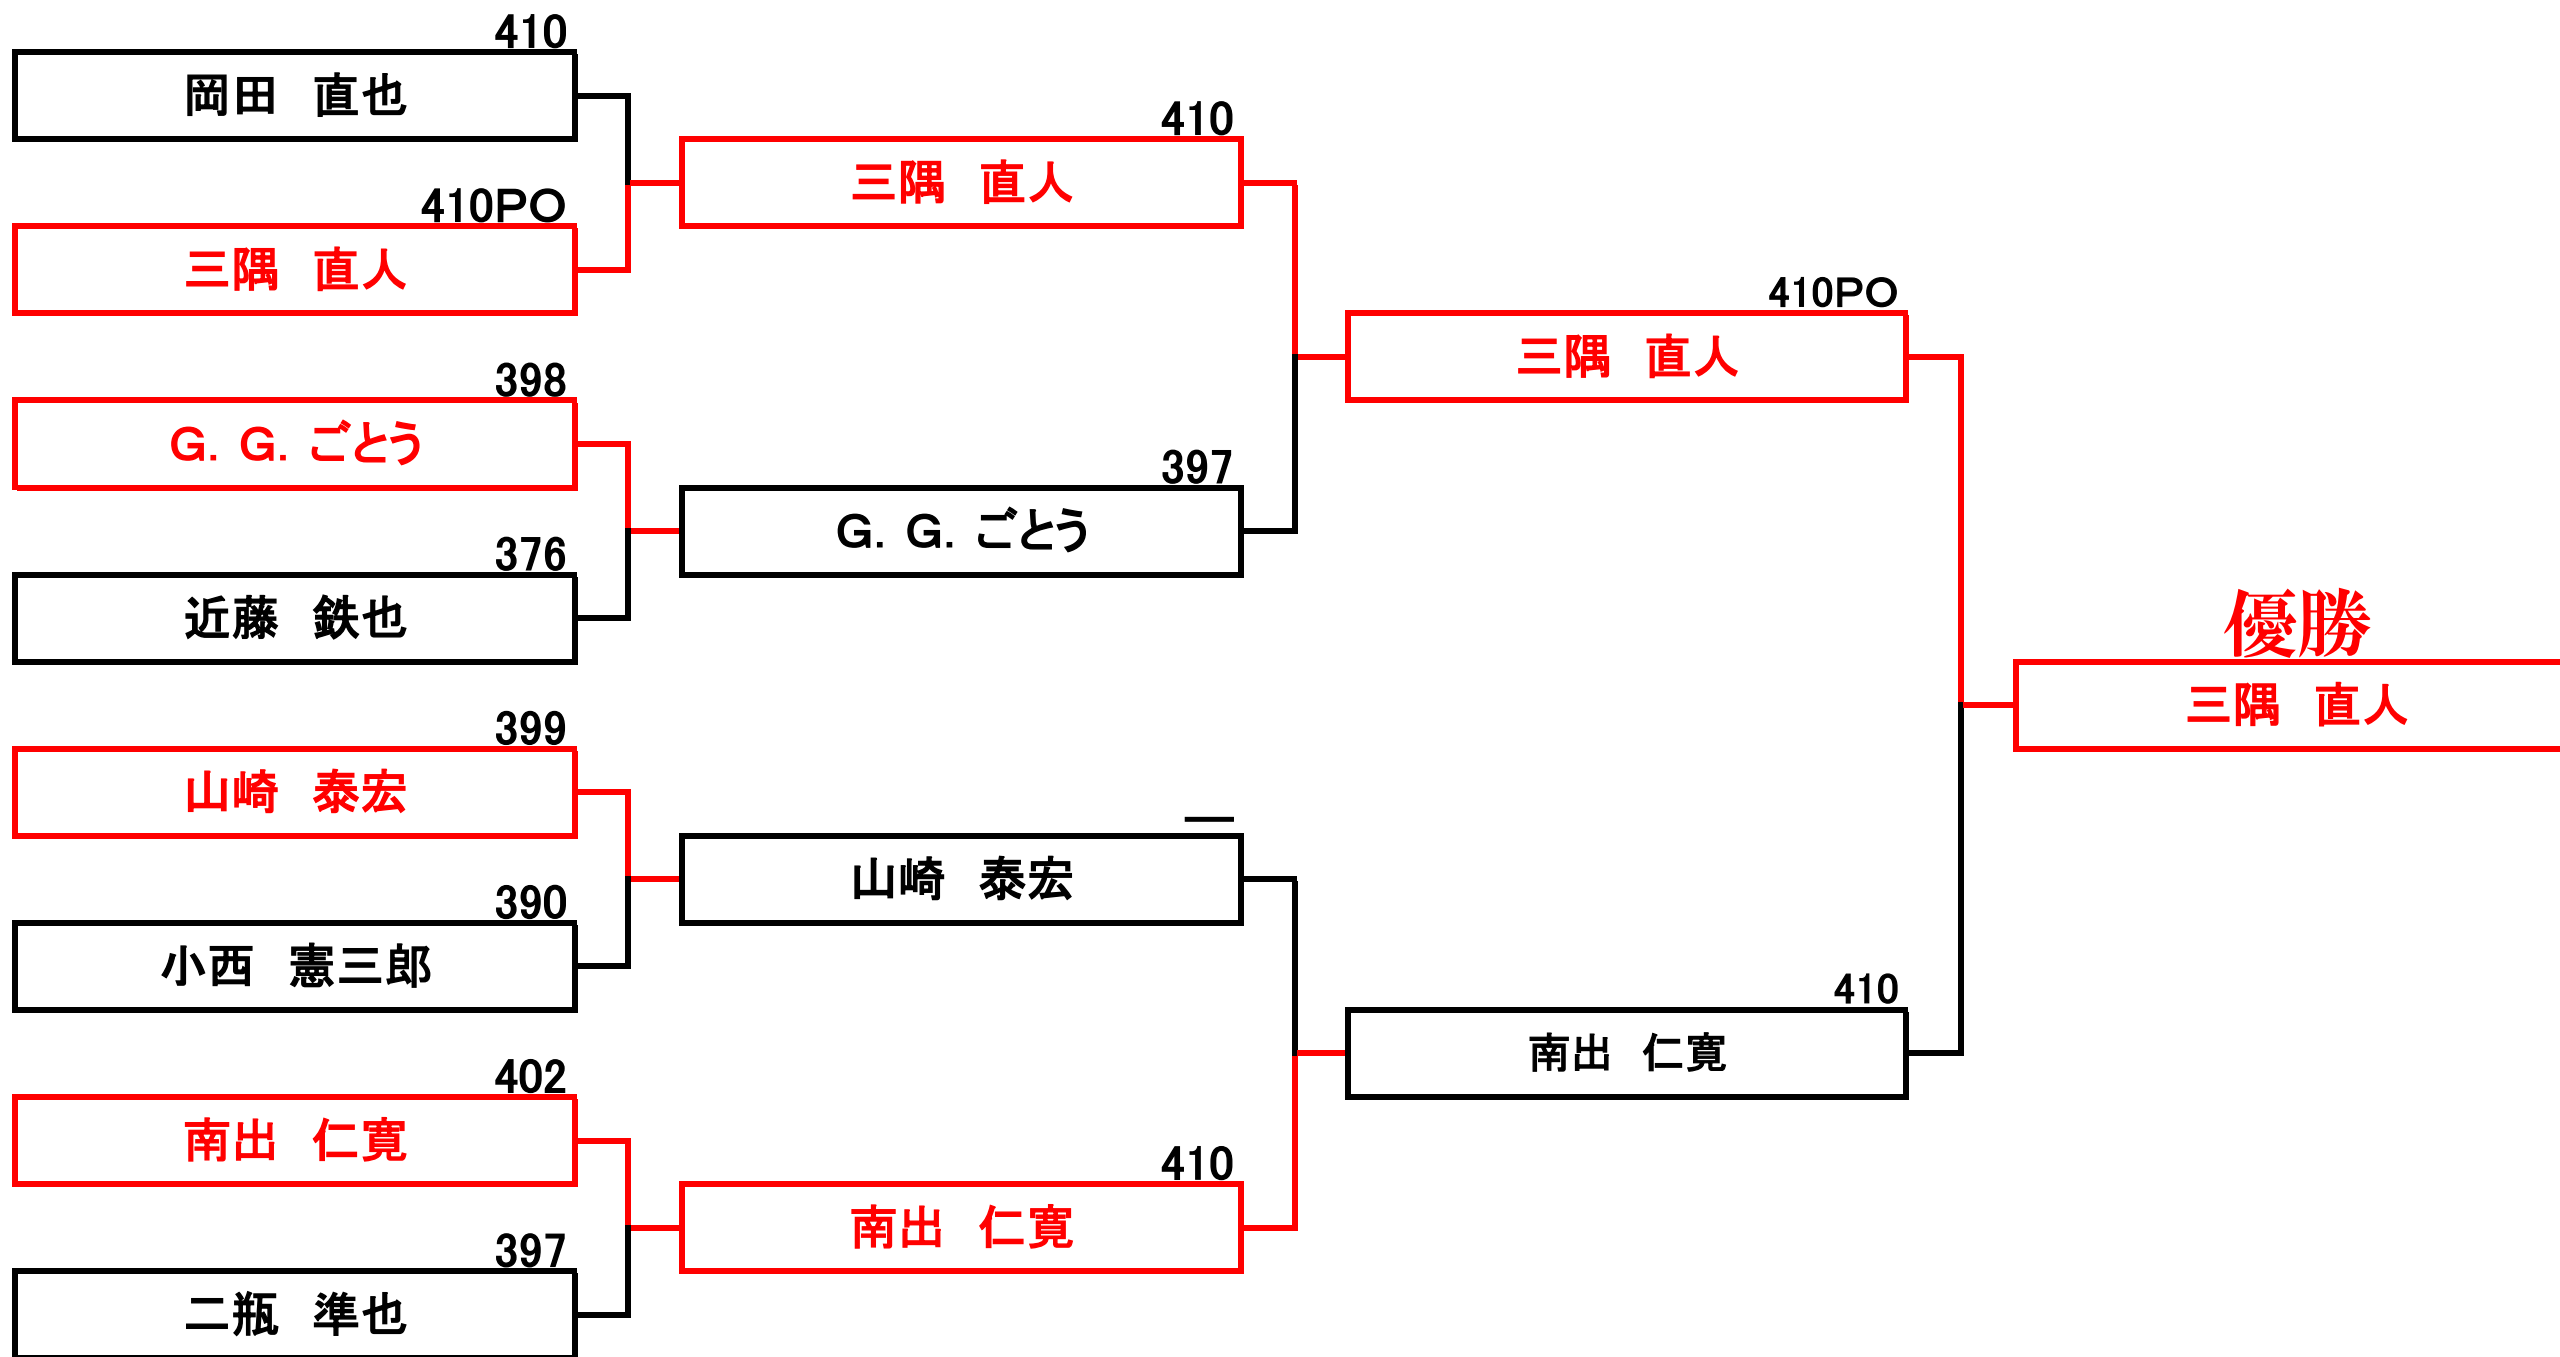 410
岡田　直也
410PO
三隅　直人
398
G．G．ごとう
376
近藤　鉄也
399
山崎　泰宏
390
小西　憲三郎
402
南出　仁寛
397
二瓶　準也
410
三隅　直人
397
G．G．ごとう
―
山崎　泰宏
410
南出　仁寛
410PO
三隅　直人
410
南出　仁寛
優勝
三隅　直人